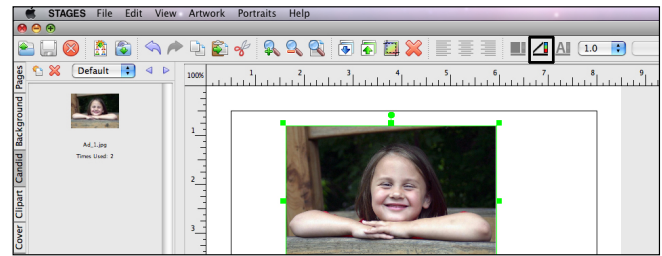 STAGES File Edit View Artwork Portraits Help
AI 1.0
Pages Default 100% 1 2 3 4 5 6 7 8 9
Background
Candid
Clipart
Cover
Ad_1.jpg
Times Used: 2
1
2
3